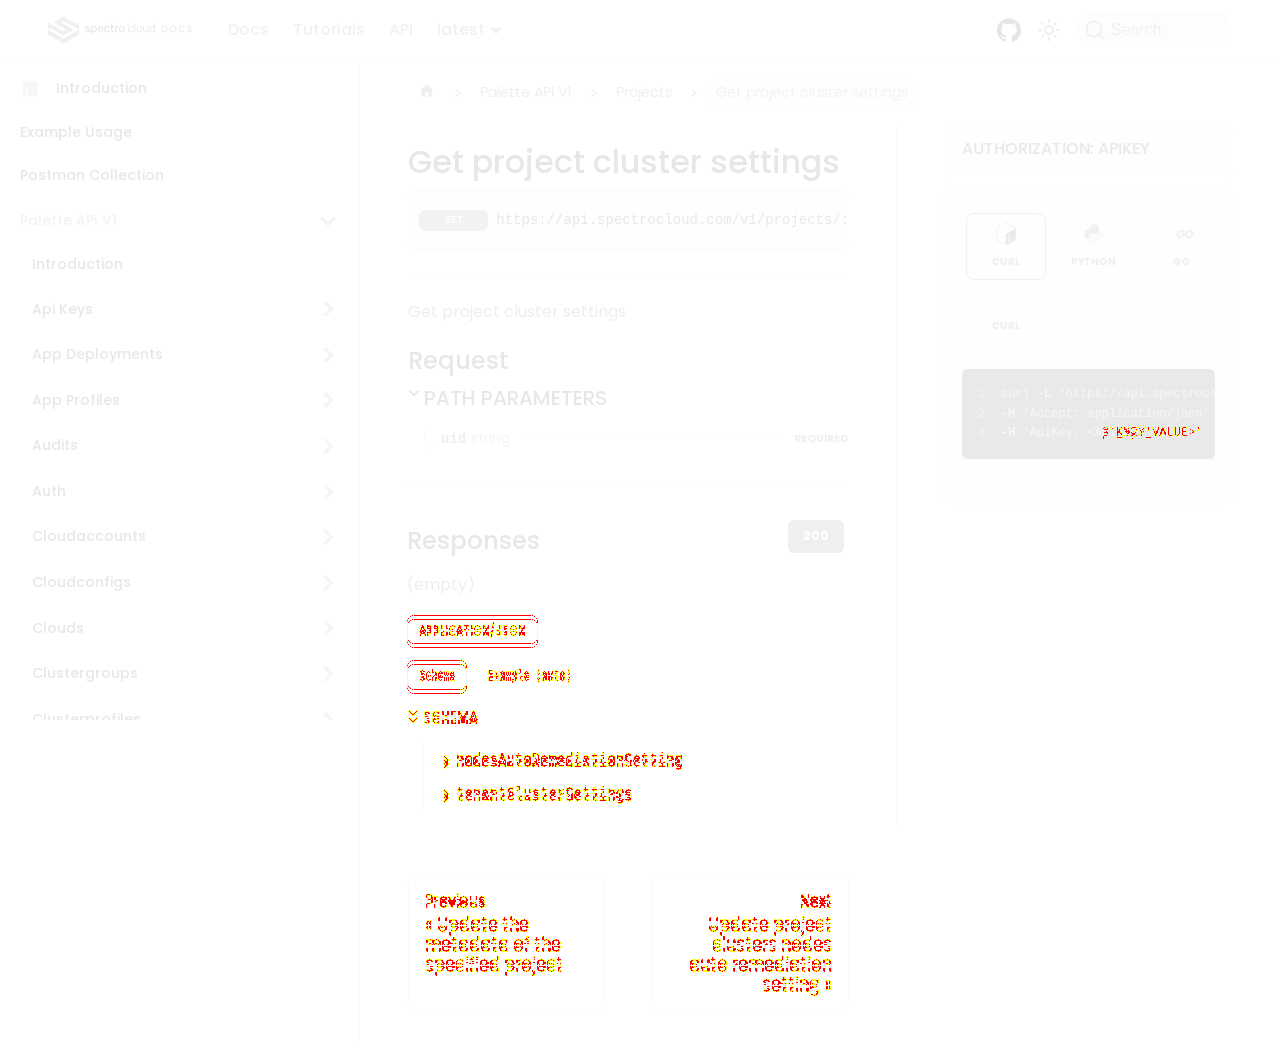 spectro cloud DOCS
Docs
Tutorials
API
latest
Search
Introduction
Example Usage
Postman Collection
Palette API V1
Introduction
Api Keys
App Deployments
App Profiles
Audits
Auth
Cloudaccounts
Cloudconfigs
Clouds
Clustergroups
Clusterprofiles
Palette API V1
Projects
Get project cluster settings
Get project cluster settings
GET https://api.spectrocloud.com/v1/projects/:
Get project cluster settings
Request
PATH PARAMETERS
uid string REQUIRED
Responses
200
(empty)
APPLICATION/JSON
Schema
Example (auto)
SCHEMA
nodesAutoRemediationSetting
tenantClusterSettings
Previous
« Update the
metadata of the
specified project
Next
Update project
clusters nodes
auto remediation
setting »
AUTHORIZATION: APIKEY
CURL
PYTHON
GO
GO
CURL
1 curl -L 'https://api.spectrocl
2 -H 'Accept: application/json'
3 -H 'ApiKey: